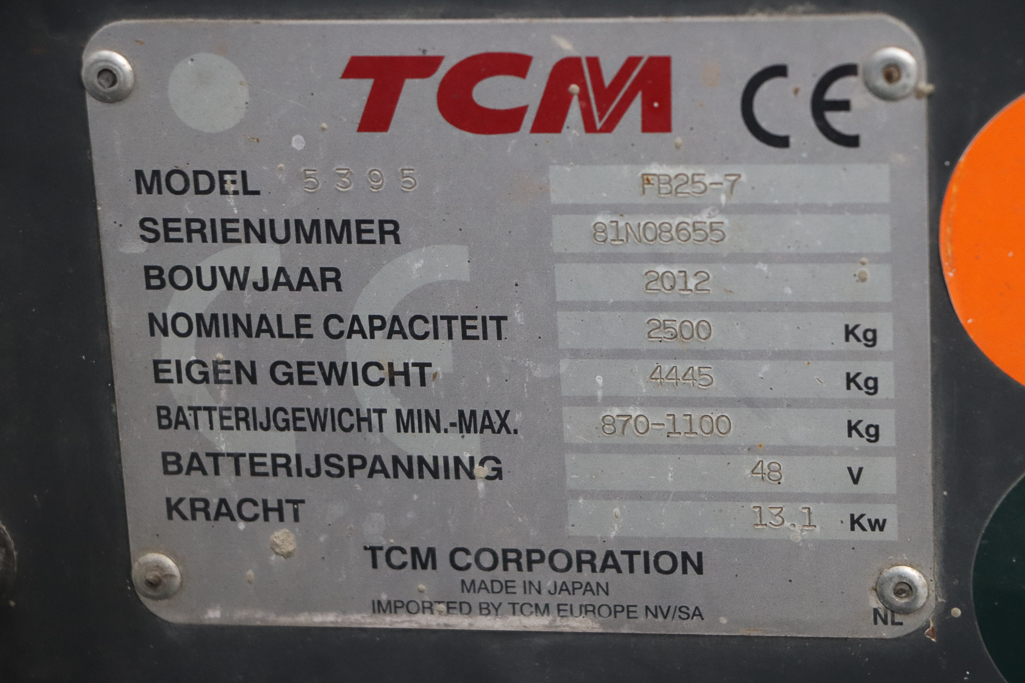 TCM CE
MODEL 5395 FB25-7
SERIENUMMER 81N08655
BOUWJAAR 2012
NOMINALE CAPACITEIT 2500 Kg
EIGEN GEWICHT 4445 Kg
BATTERIJGEWICHT MIN.-MAX. 870-1100 Kg
BATTERIJSPANNING 48 V
KRACHT 13.1 Kw
TCM CORPORATION
MADE IN JAPAN
IMPORTED BY TCM EUROPE NV/SA
NL